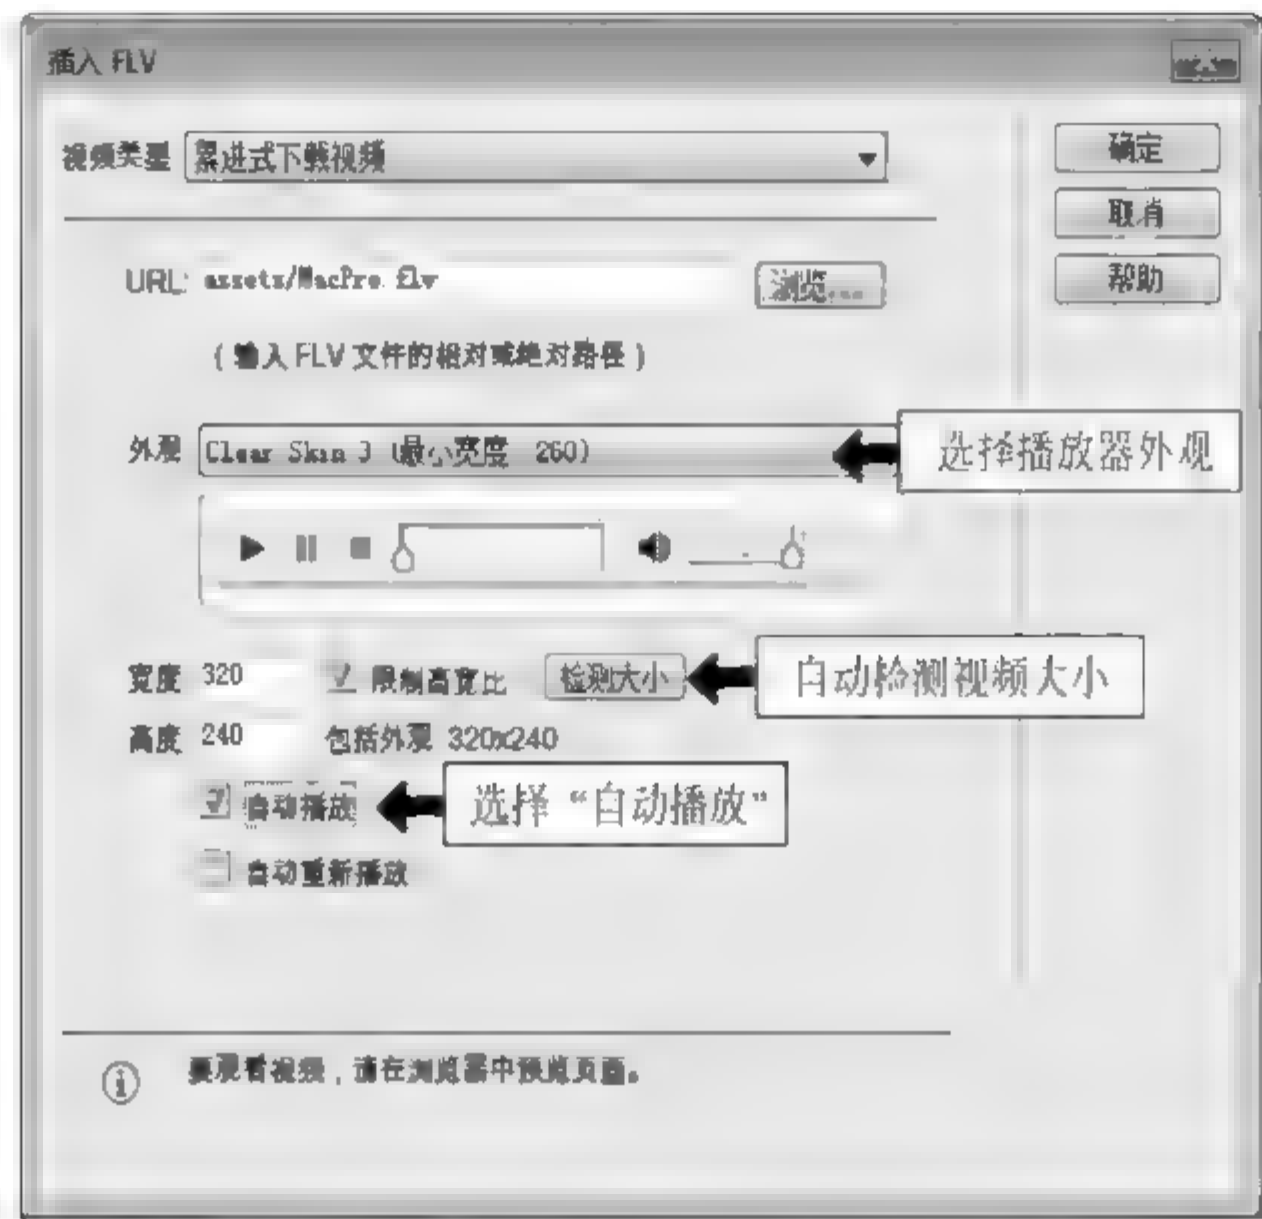 插入 FLV
视频类型 累进式下载视频 确定
取消
URL: assets/MacPro.flv 浏览... 帮助
(输入 FLV 文件的相对或绝对路径)
外观 Clear Skin 3 (最小宽度 260) 选择播放器外观
宽度 320 限制高宽比 检测大小 自动检测视频大小
高度 240 包括外观 320x240
自动播放 选择“自动播放”
自动重新播放
要观看视频,请在浏览器中预览页面。